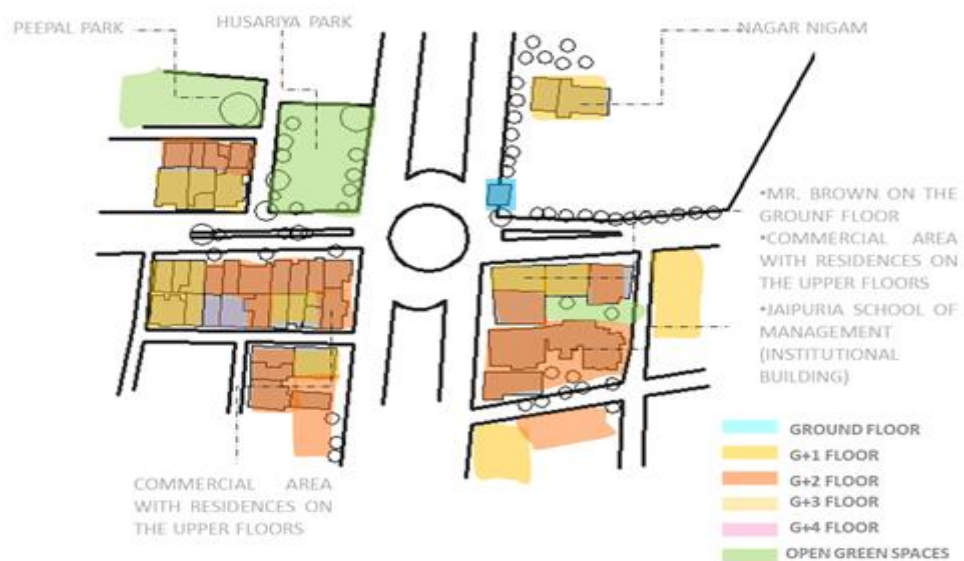 PEEPAL PARK
HUSARIYA PARK
NAGAR NIGAM
•MR. BROWN ON THE
GROUNF FLOOR
•COMMERCIAL AREA
WITH RESIDENCES ON
THE UPPER FLOORS
•JAIPURIA SCHOOL OF
MANAGEMENT
(INSTITUTIONAL
BUILDING)
COMMERCIAL AREA
WITH RESIDENCES ON
THE UPPER FLOORS
GROUND FLOOR
G+1 FLOOR
G+2 FLOOR
G+3 FLOOR
G+4 FLOOR
OPEN GREEN SPACES